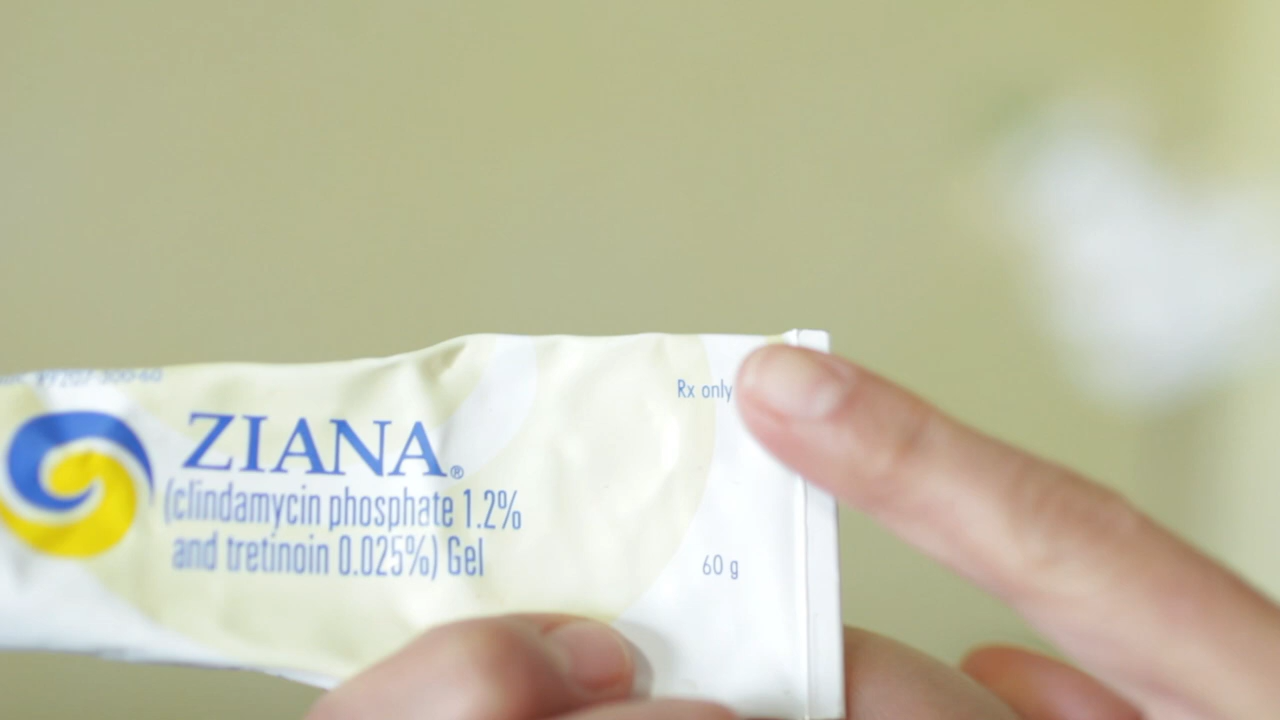 ZIANA®
(clindamycin phosphate 1.2%
and tretinoin 0.025%) Gel
Rx only
60 g